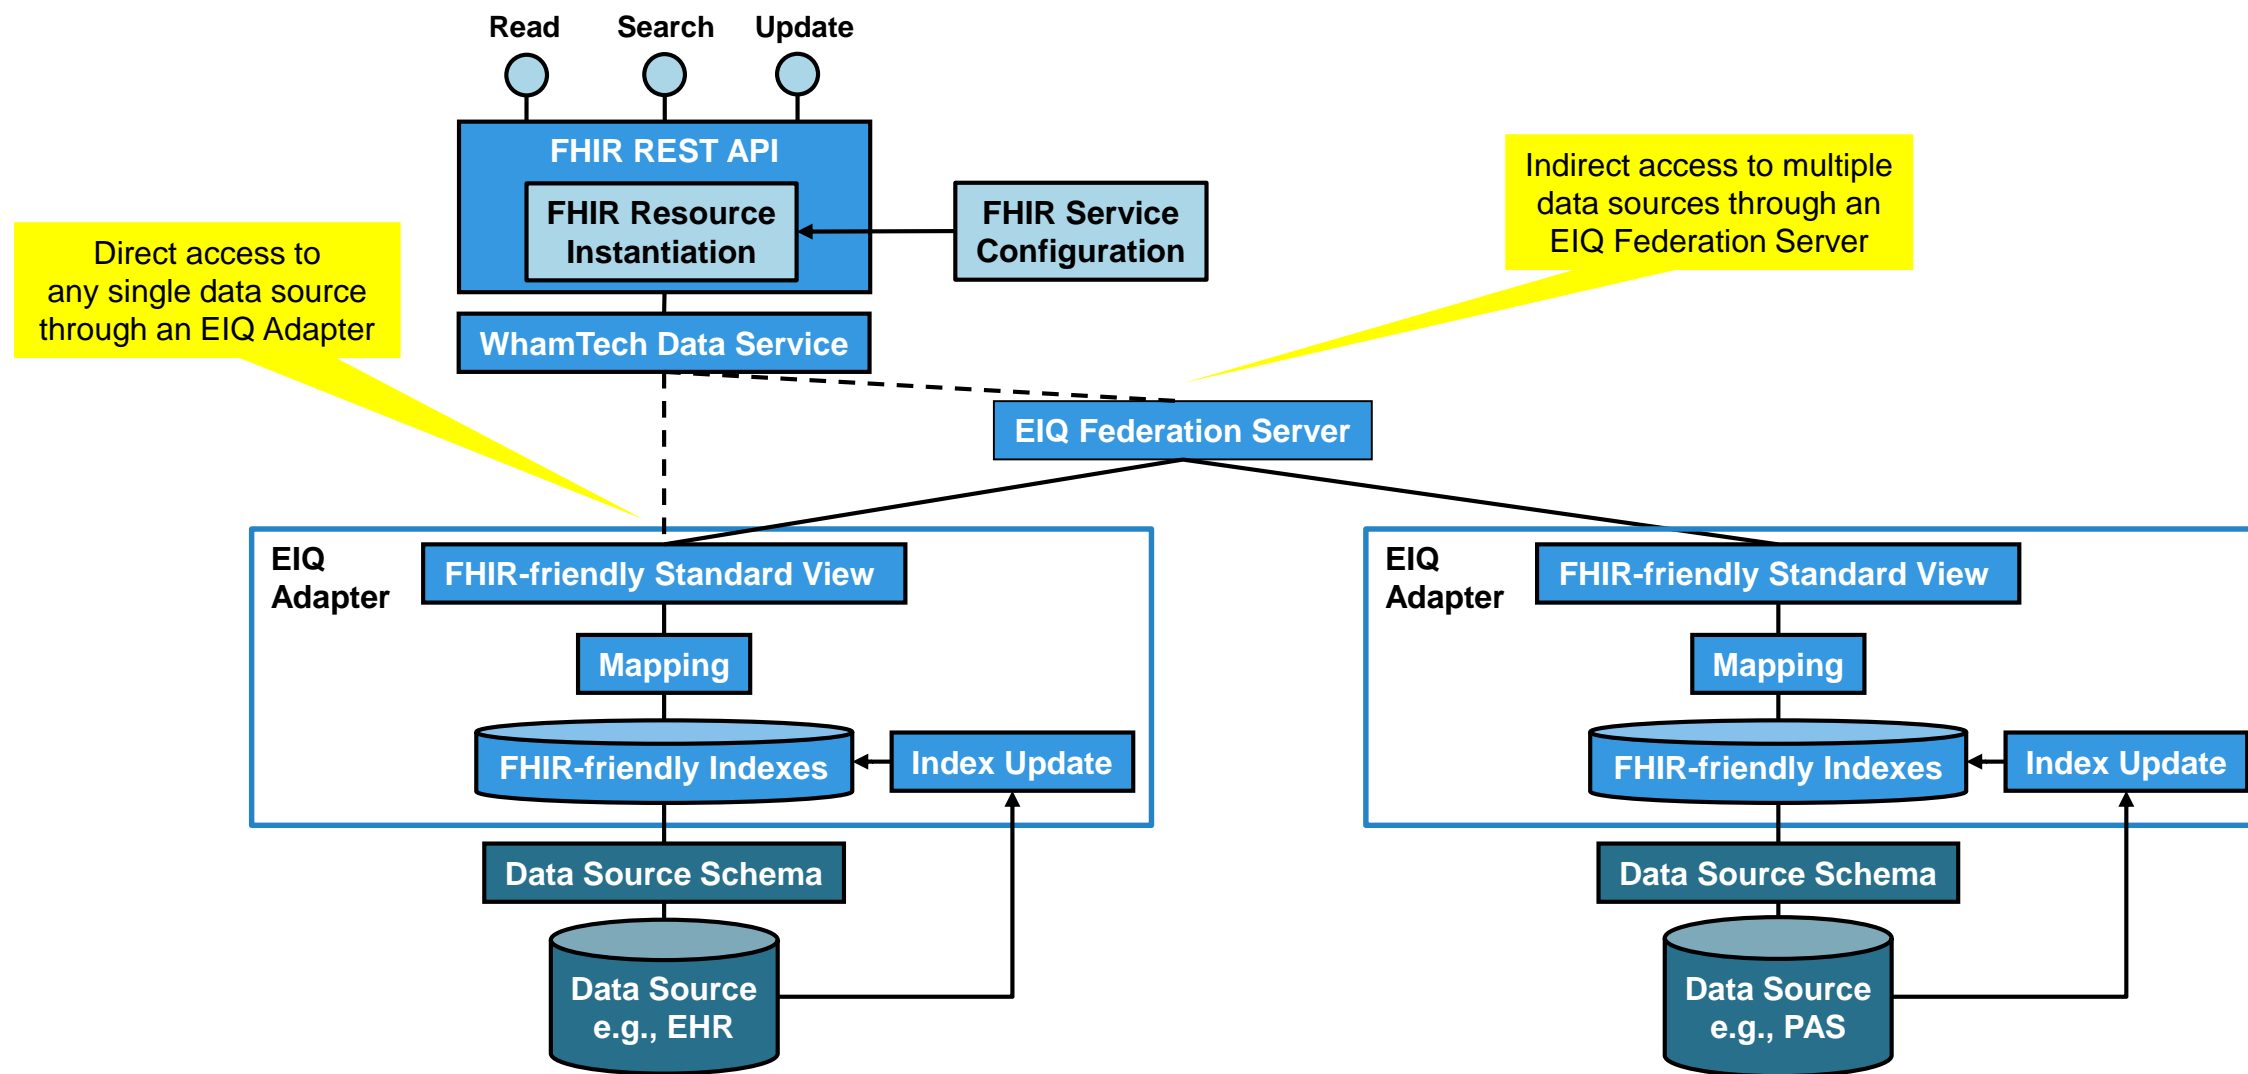 Read
Search
Update
FHIR REST API
FHIR Resource
Instantiation
FHIR Service
Configuration
Indirect access to multiple
data sources through an
EIQ Federation Server
Direct access to
any single data source
through an EIQ Adapter
WhamTech Data Service
EIQ Federation Server
EIQ
Adapter
FHIR-friendly Standard View
Mapping
FHIR-friendly Indexes
Index Update
Data Source Schema
Data Source
e.g., EHR
EIQ
Adapter
FHIR-friendly Standard View
Mapping
FHIR-friendly Indexes
Index Update
Data Source Schema
Data Source
e.g., PAS